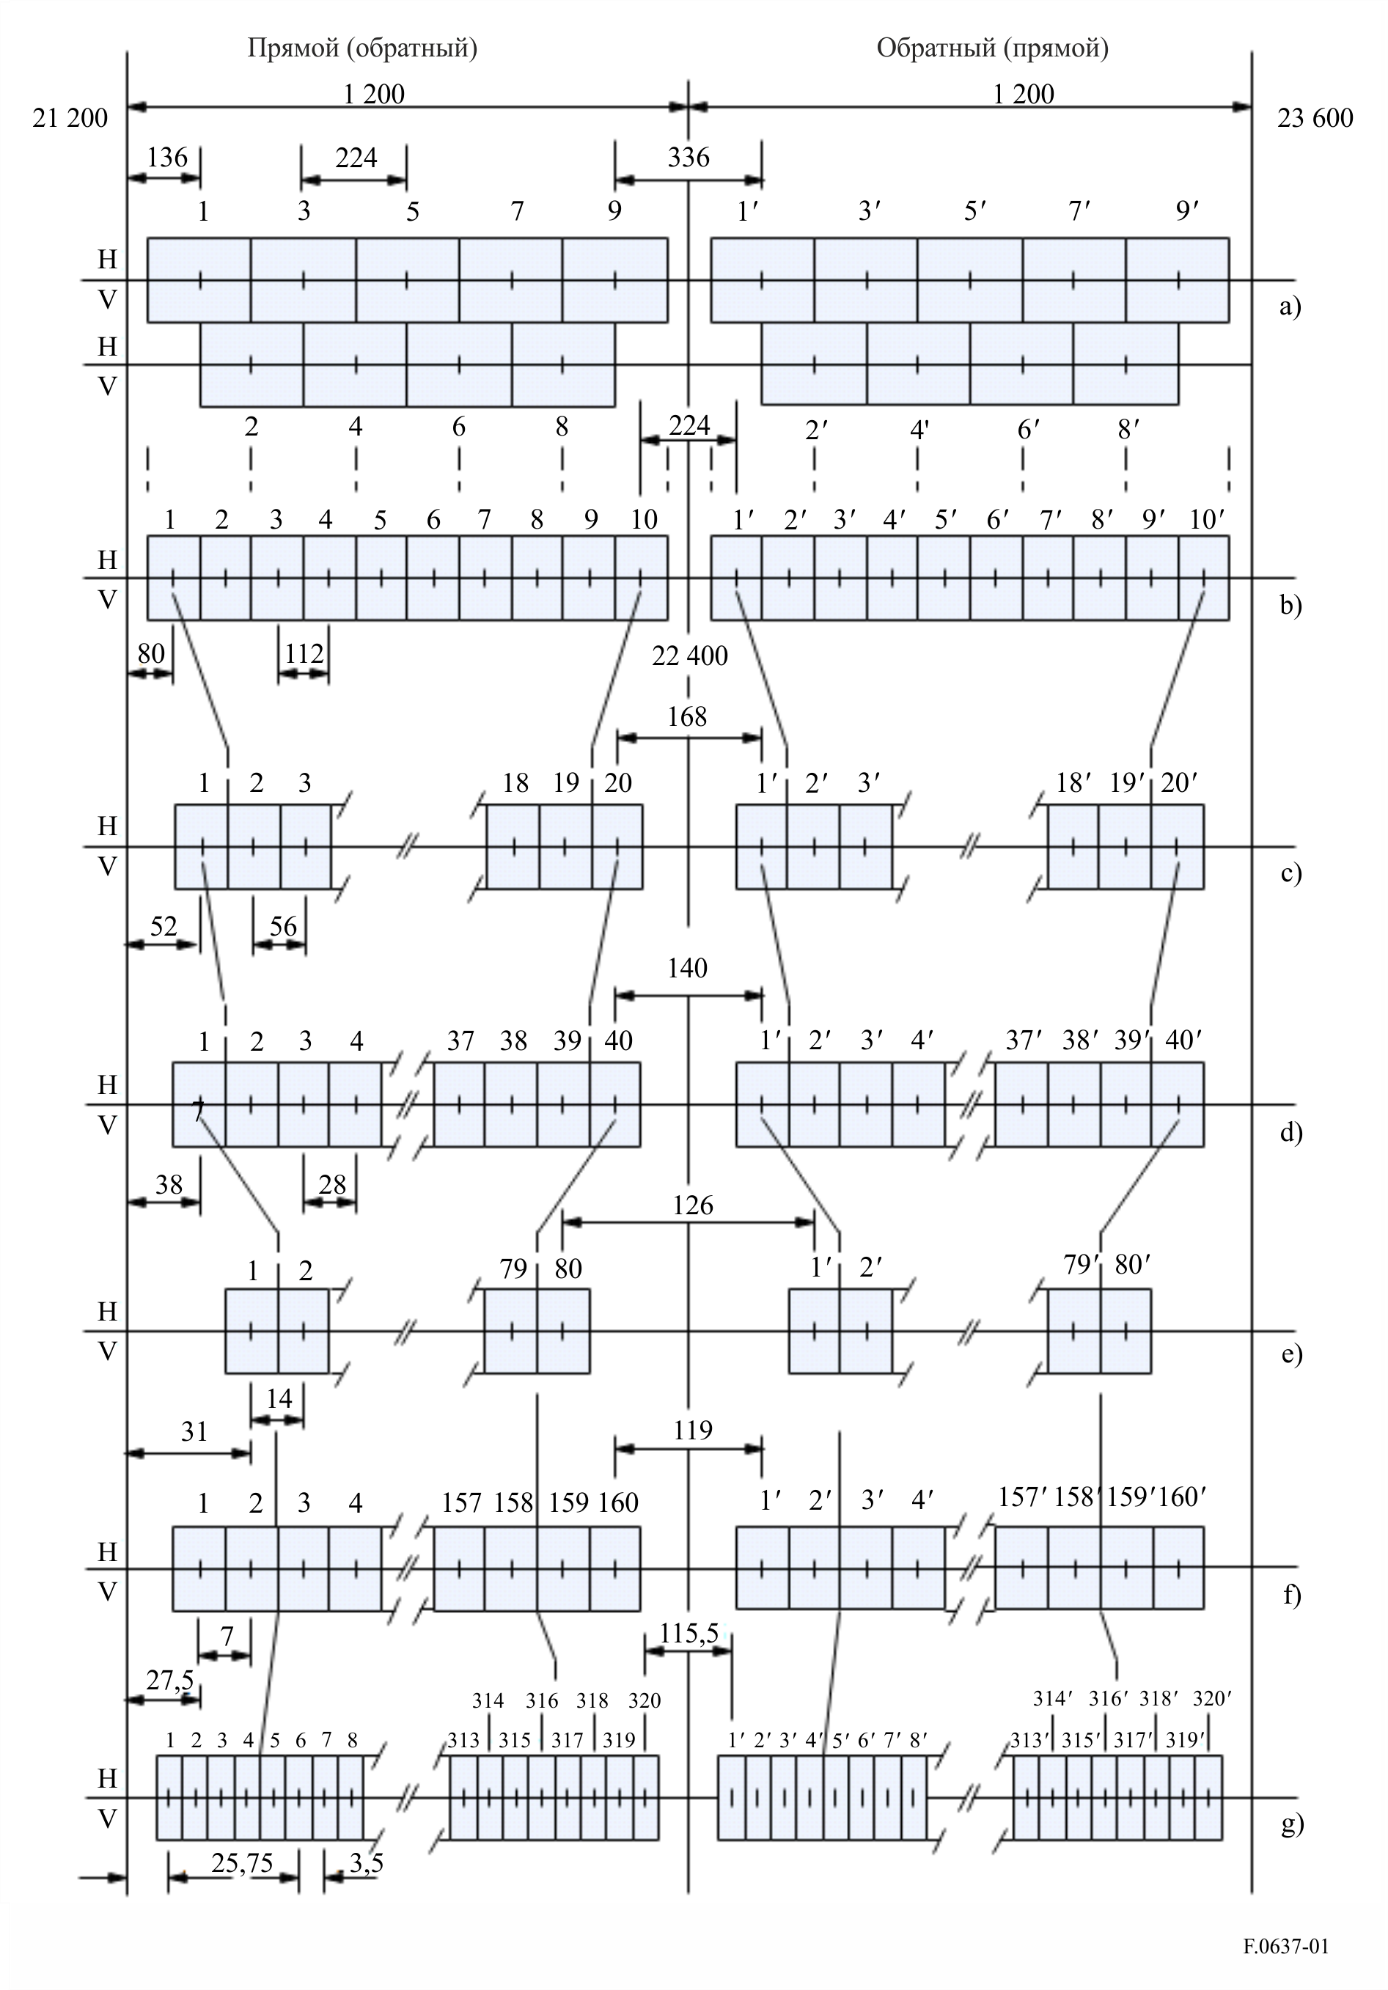 Прямой (обратный) Обратный (прямой)
1 200 1 200
21 200 23 600
136 224 336
1 3 5 7 9 1′ 3′ 5′ 7′ 9′
H
V a)
H
V
2 4 6 8 224 2′ 4' 6′ 8′
1 2 3 4 5 6 7 8 9 10 1′ 2′ 3′ 4′ 5′ 6′ 7′ 8′ 9′ 10′
H
V b)
80 112 22 400
168
1 2 3 18 19 20 1′ 2′ 3′ 18′ 19′ 20′
H
V c)
52 56
140
1 2 3 4 37 38 39 40 1′ 2′ 3′ 4′ 37′ 38′ 39′ 40′
H
7
V d)
38 28
126
1 2 79 80 1′ 2′ 79′ 80′
H
V e)
14
31 119
1 2 3 4 157 158 159 160 1′ 2′ 3′ 4′ 157′ 158′ 159′ 160′
H
V f)
7 115,5
27,5
314 316 318 320 314′ 316′ 318′ 320′
1 2 3 4 5 6 7 8 313 315 317 319 1′ 2′ 3′ 4′ 5′ 6′ 7′ 8′ 313′ 315′ 317′ 319′
H
V g)
25,75 3,5
F.0637-01